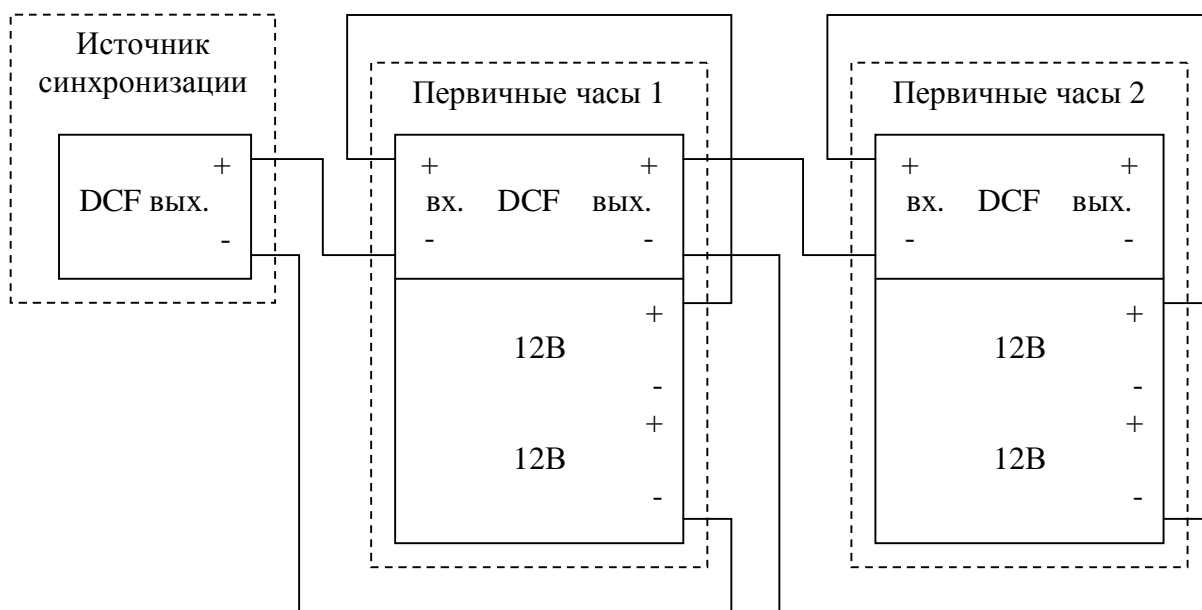 Источник
синхронизации
+
DCF вых.
-
Первичные часы 1
+ +
вх. DCF вых.
- -
+
12В
-
+
12В
-
Первичные часы 2
+ +
вх. DCF вых.
- -
+
12В
-
+
12В
-